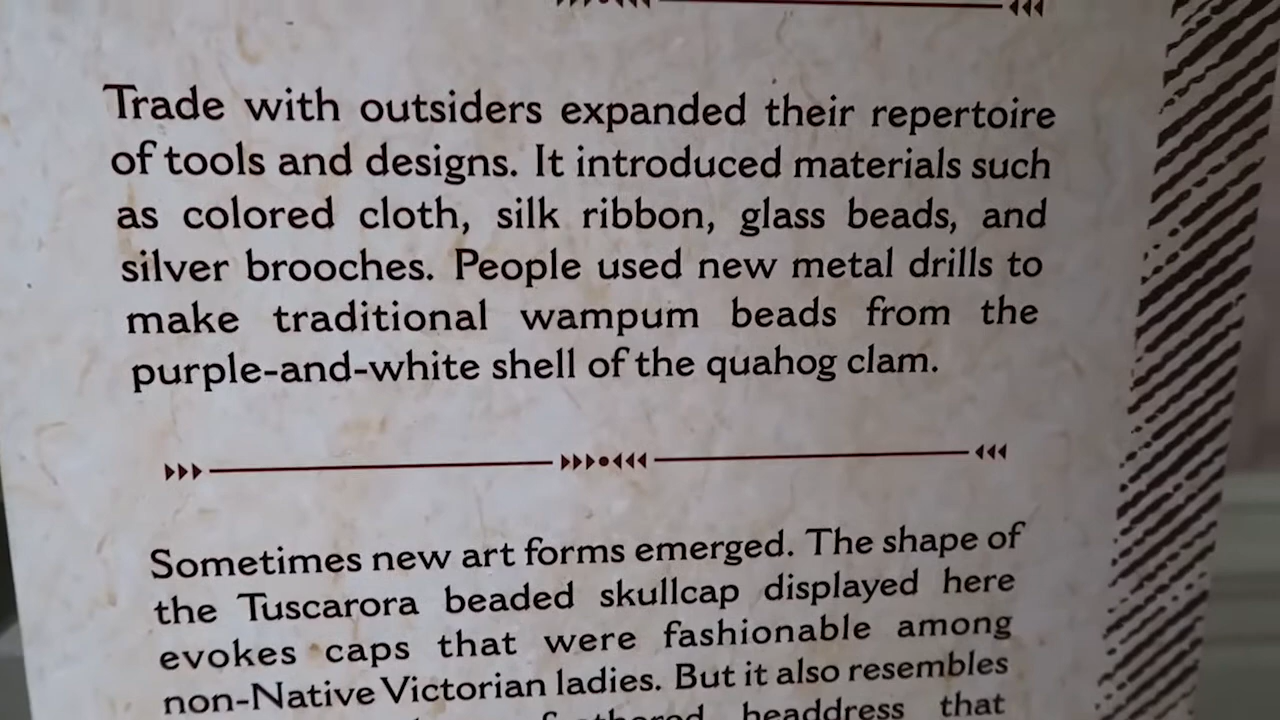 Trade with outsiders expanded their repertoire
of tools and designs. It introduced materials such
as colored cloth, silk ribbon, glass beads, and
silver brooches. People used new metal drills to
make traditional wampum beads from the
purple-and-white shell of the quahog clam.
Sometimes new art forms emerged. The shape of
the Tuscarora beaded skullcap displayed here
evokes caps that were fashionable among
non-Native Victorian ladies. But it also resembles
headdress that